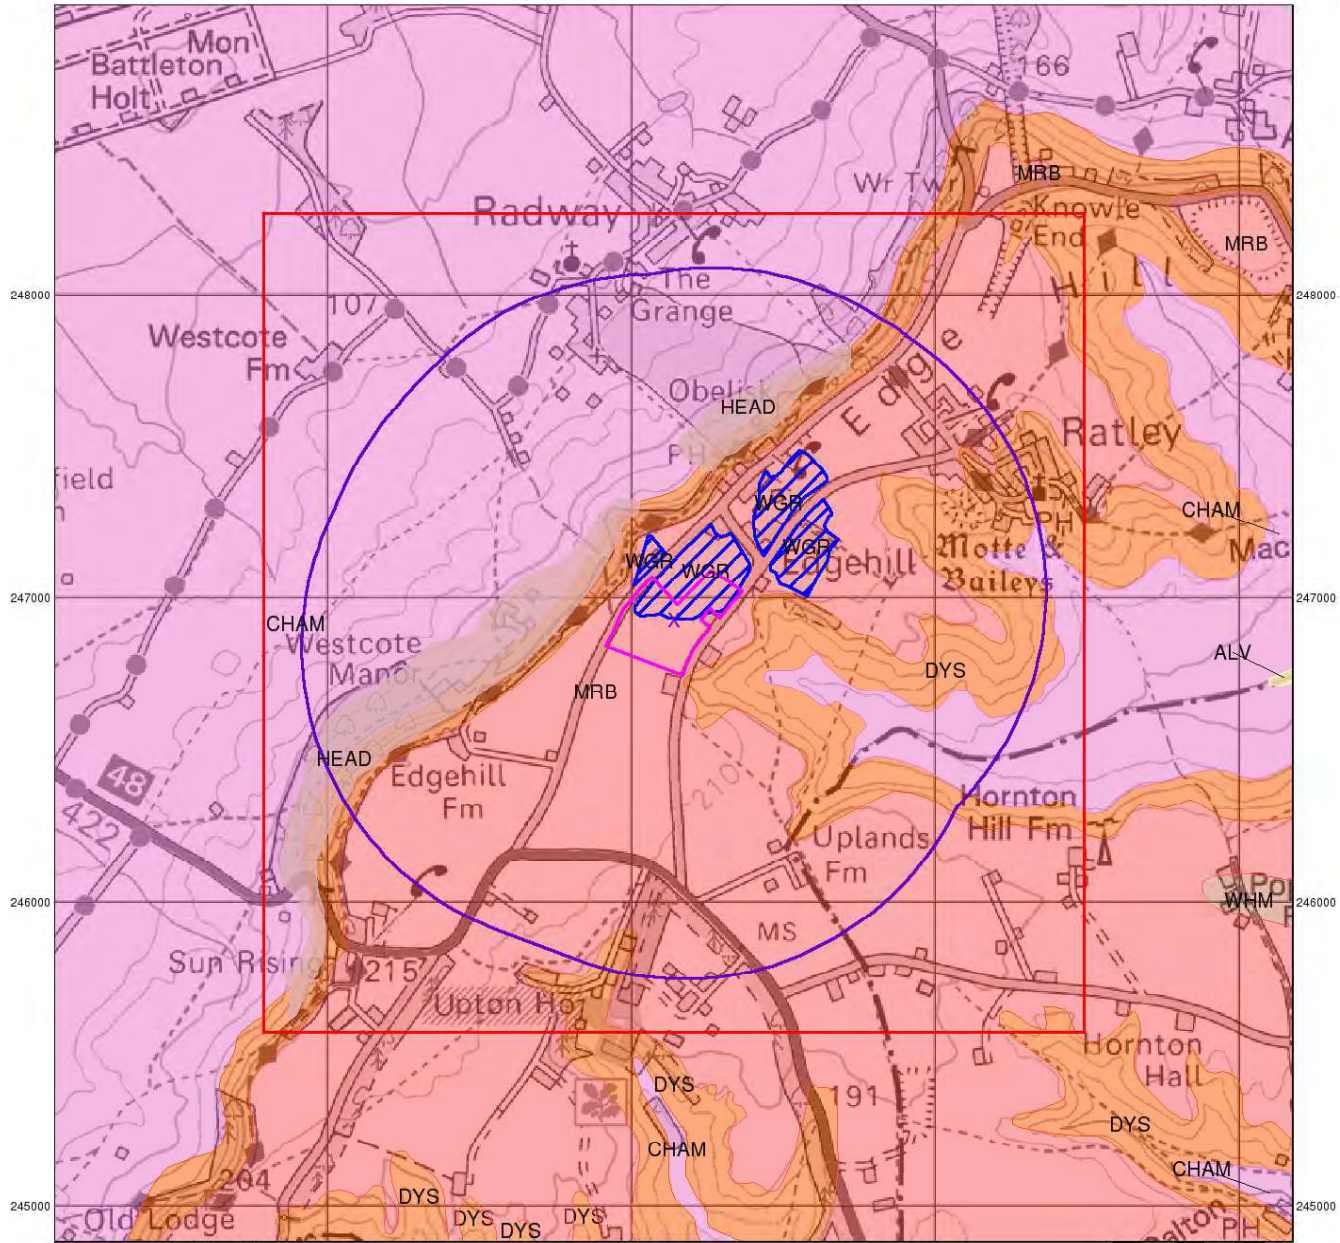 Mon
Battleton
Holt
166
Wr Twr
MRB
Knowle
End
MRB
Radway
Hill
248000
248000
107
The
Grange
Westcote
Fm
Edge
Obelisk
HEAD
Ratley
PH
field
WGR
CHAM
PH
Motte &
Baileys
Mac
WGR
WGR
WGR
Edgehill
247000
247000
CHAM
Westcote
Manor
ALV
DYS
MRB
HEAD
48
422
Edgehill
Fm
210
Hornton
Hill Fm
Uplands
Fm
246000
246000
WHM
MS
Sun Rising
215
Upton Ho
Hornton
Hall
DYS
191
DYS
CHAM
CHAM
204
DYS
DYS
DYS
DYS
Old Lodge
245000
245000
PH